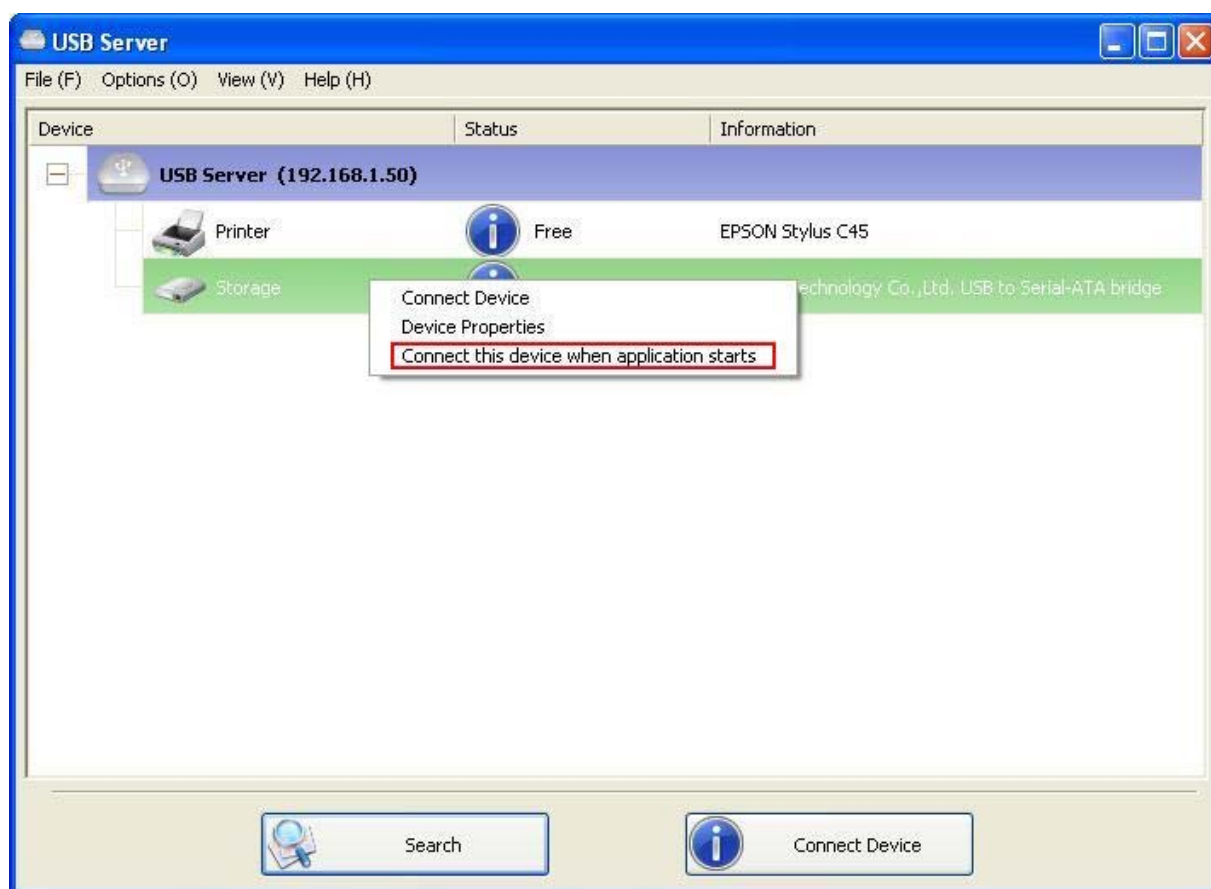 USB Server
File (F) Options (O) View (V) Help (H)
Device Status Information
USB Server (192.168.1.50)
Printer Free EPSON Stylus C45
Storage Co.,Ltd. USB to Serial-ATA bridge
Connect Device
Device Properties
Connect this device when application starts
Search Connect Device